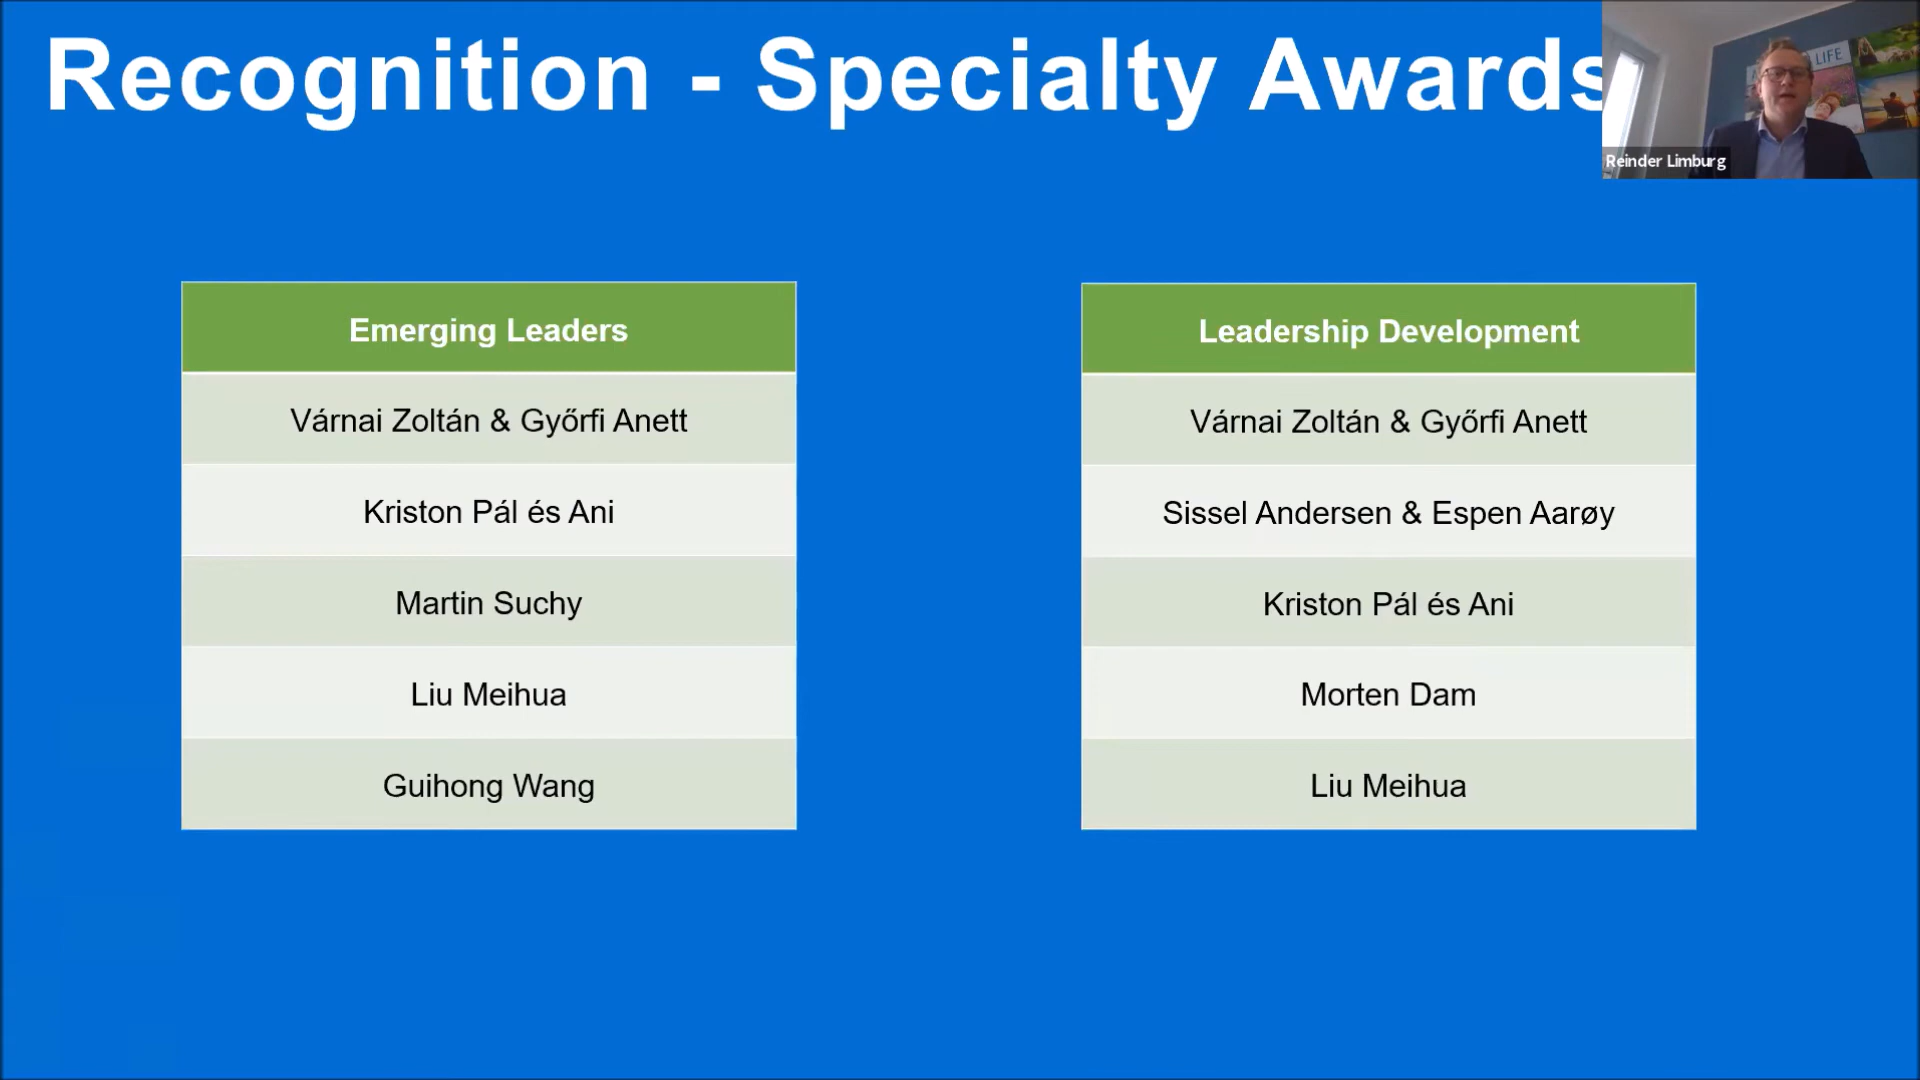 Recognition - Specialty Awards
LIFE
Reinder Limburg
Emerging Leaders
Várnai Zoltán & Győrfi Anett
Kriston Pál és Ani
Martin Suchy
Liu Meihua
Guihong Wang
Leadership Development
Várnai Zoltán & Győrfi Anett
Sissel Andersen & Espen Aarøy
Kriston Pál és Ani
Morten Dam
Liu Meihua